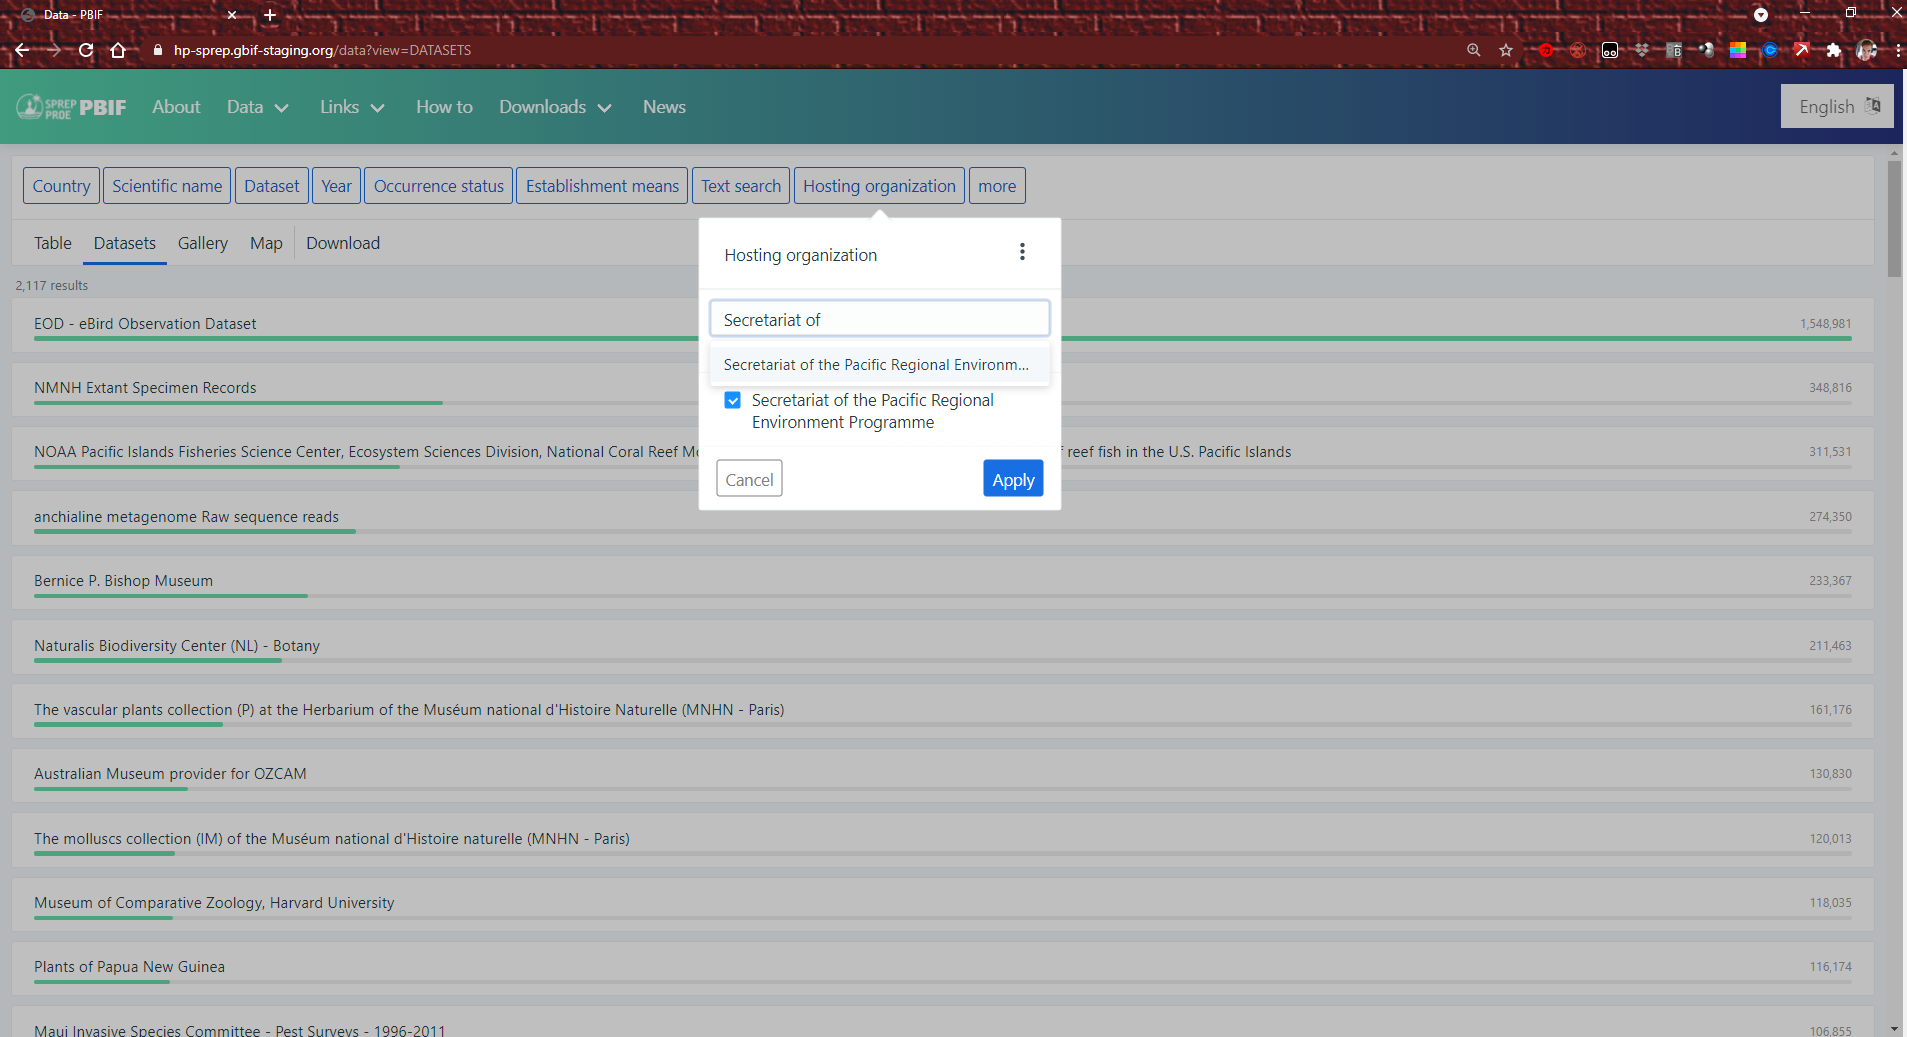 Data - PBIF
hp-sprep.gbif-staging.org/data?view=DATASETS
SPREP
PROE
PBIF
About
Data
Links
How to
Downloads
News
English
Country
Scientific name
Dataset
Year
Occurrence status
Establishment means
Text search
Hosting organization
more
Table
Datasets
Gallery
Map
Download
Hosting organization
Secretariat of
Secretariat of the Pacific Regional Environm...
Secretariat of the Pacific Regional
Environment Programme
Cancel
Apply
2,117 results
EOD - eBird Observation Dataset
1,548,981
NMNH Extant Specimen Records
348,816
NOAA Pacific Islands Fisheries Science Center, Ecosystem Sciences Division, National Coral Reef
reef fish in the U.S. Pacific Islands
311,531
anchialine metagenome Raw sequence reads
274,350
Bernice P. Bishop Museum
233,367
Naturalis Biodiversity Center (NL) - Botany
211,463
The vascular plants collection (P) at the Herbarium of the Muséum national d'Histoire Naturelle (MNHN - Paris)
161,176
Australian Museum provider for OZCAM
130,830
The molluscs collection (IM) of the Muséum national d'Histoire naturelle (MNHN - Paris)
120,013
Museum of Comparative Zoology, Harvard University
118,035
Plants of Papua New Guinea
116,174
Maui Invasive Species Committee - Pest Surveys - 1996-2011
106,855